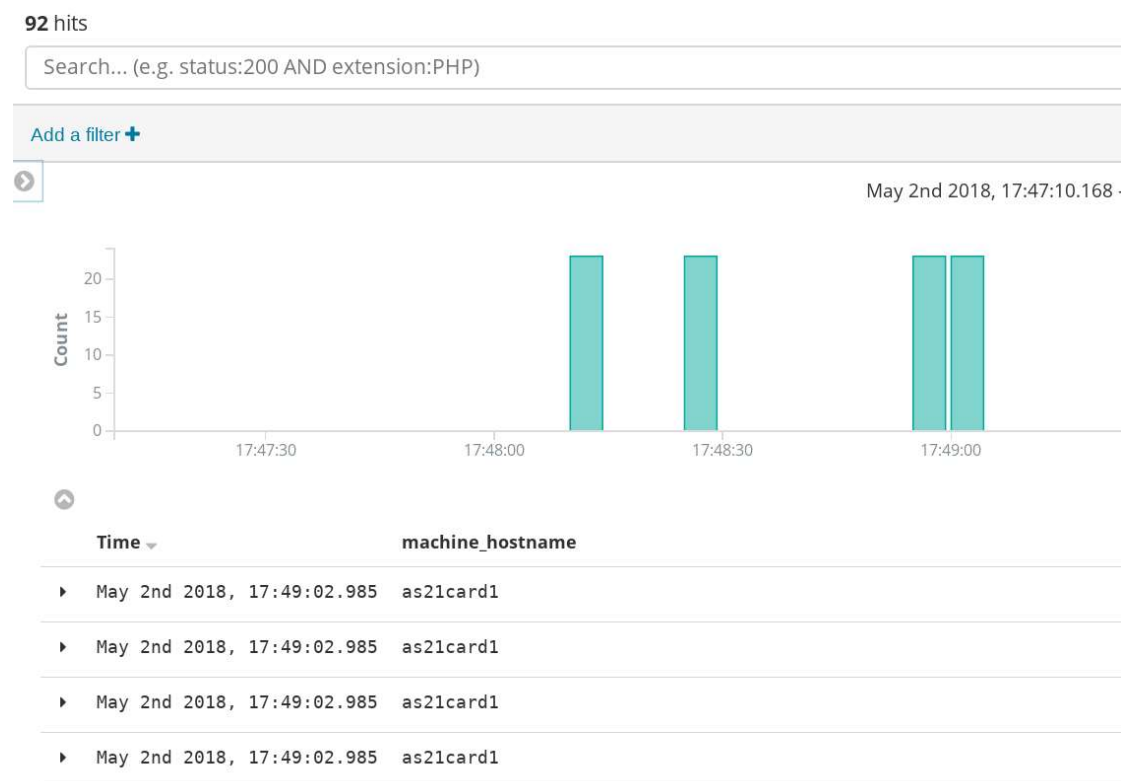 92 hits
Search... (e.g. status:200 AND extension:PHP)
Add a filter +
May 2nd 2018, 17:47:10.168 -
20
15
10
5
0
Count
17:47:30 17:48:00 17:48:30 17:49:00
Time machine_hostname
May 2nd 2018, 17:49:02.985 as21card1
May 2nd 2018, 17:49:02.985 as21card1
May 2nd 2018, 17:49:02.985 as21card1
May 2nd 2018, 17:49:02.985 as21card1